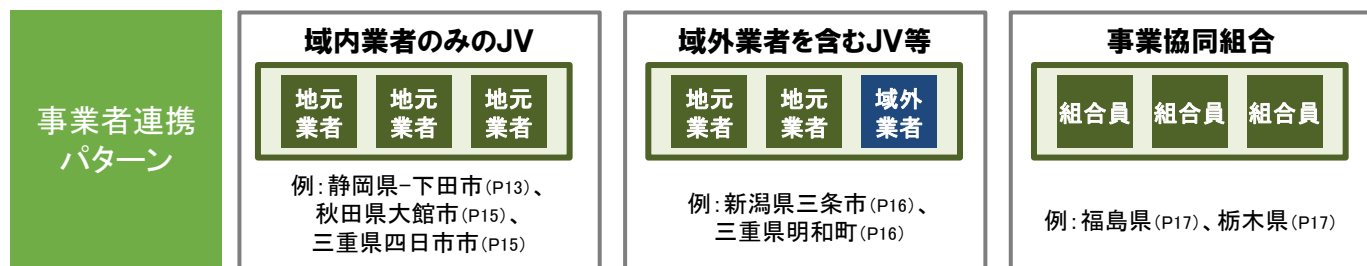 事業者連携
パターン
域内業者のみのJV
地元
業者
地元
業者
地元
業者
例:静岡県-下田市(P13)、
秋田県大館市(P15)、
三重県四日市市(P15)
域外業者を含むJV等
地元
業者
地元
業者
域外
業者
例:新潟県三条市(P16)、
三重県明和町(P16)
事業協同組合
組合員
組合員
組合員
例:福島県(P17)、栃木県(P17)